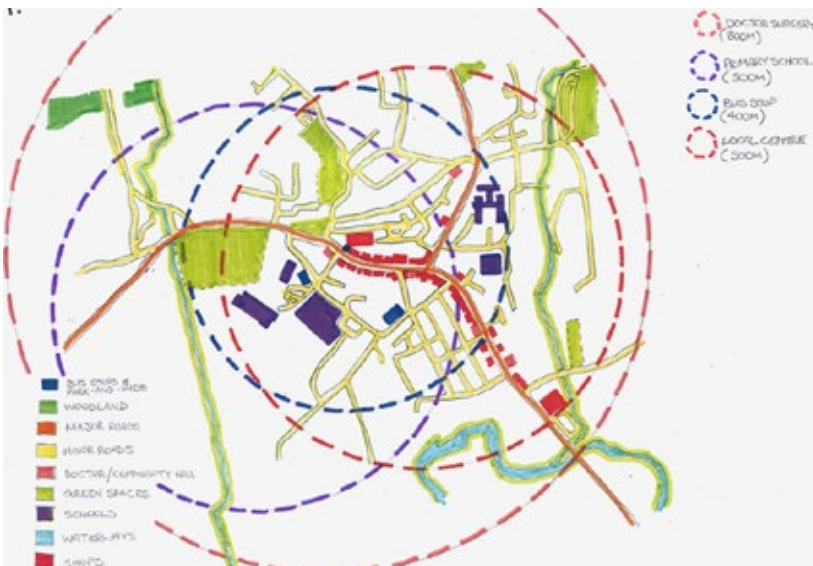 DOCTOR SURGERY
(800M)
PRIMARY SCHOOL
(500M)
BUS STOP
(400M)
LOCAL CENTRE
(500M)
BUS STOPS &
PARK-AND-RIDE
WOODLAND
MAJOR ROADS
MINOR ROADS
DOCTOR/COMMUNITY HALL
GREEN SPACES
SCHOOLS
WATERWAYS
SHOPS